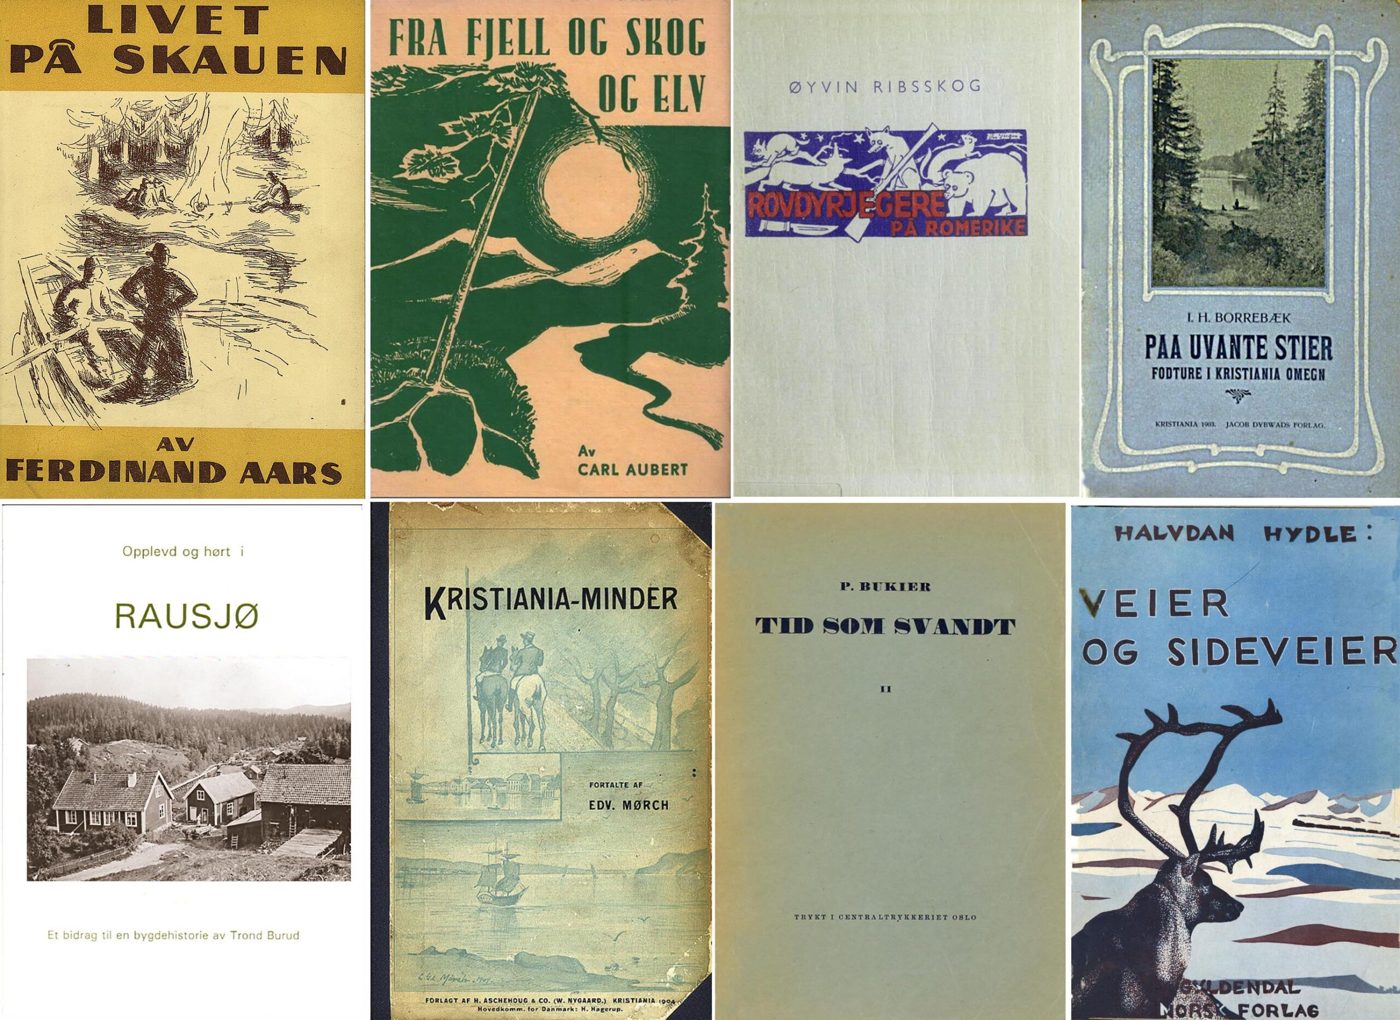 LIVET
PÅ SKAUEN
AV
FERDINAND AARS
FRA FJELL OG SKOG
OG ELV
Av
CARL AUBERT
ØYVIN RIBSSKOG
ROVDYRJEGERE
PÅ ROMERIKE
I. H. BORREBÆK
PAA UVANTE STIER
FODTURE I KRISTIANIA OMEGN
KRISTIANIA 1903. JACOB DYBWADS FORLAG.
Opplevd og hørt i
RAUSJØ
Et bidrag til en bygdehistorie av Trond Burud
KRISTIANIA-MINDER
FORTALTE AF
EDV. MØRCH
FORLAGT AF H. ASCHEHOUG & CO. (W. NYGAARD.) KRISTIANIA 1904
Hovedkomm. for Danmark: H. Hagerup.
P. BUKIER
TID SOM SVANDT
II
TRYKT I CENTRALTRYKKERIET OSLO
HALVDAN HYDLE:
VEIER
OG SIDEVEIER
GYLDENDAL
NORSK FORLAG